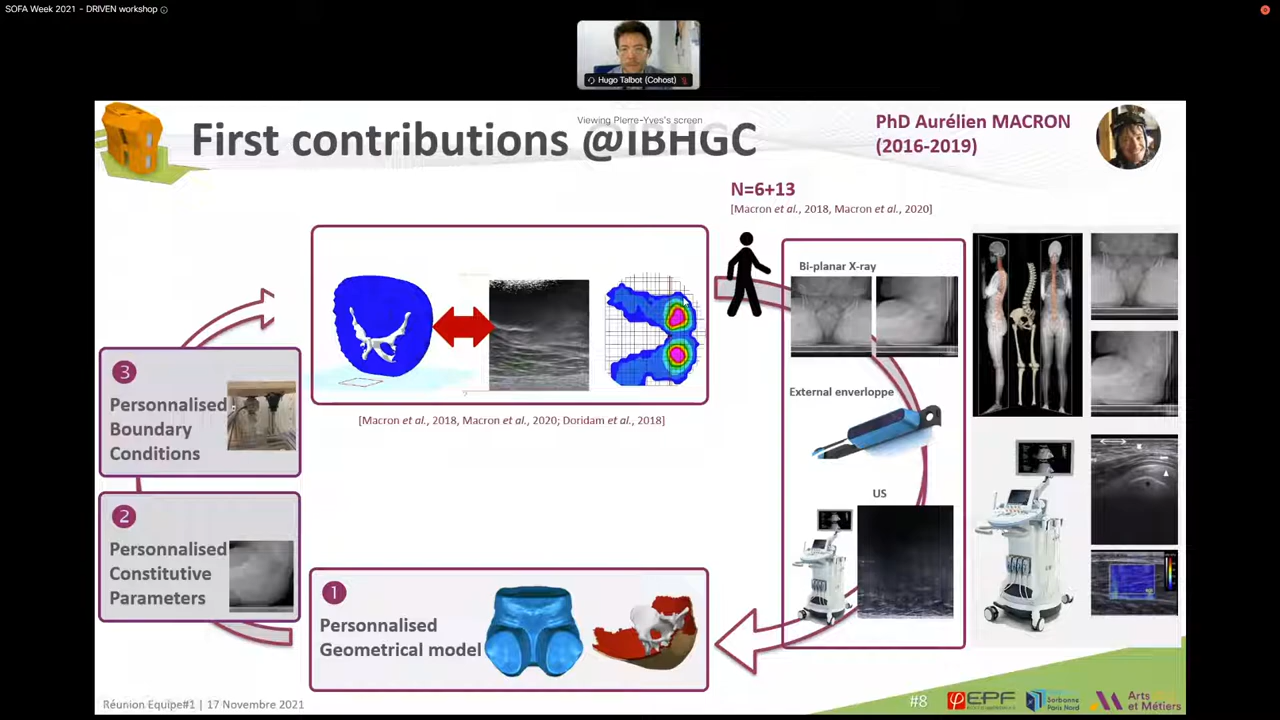 SOFA Week 2021 - DRIVEN workshop
Hugo Talbot (Cohost)
Viewing Pierre-Yves's screen
First contributions @IBHGC
PhD Aurélien MACRON
(2016-2019)
N=6+13
[Macron et al., 2018, Macron et al., 2020]
Bi-planar X-ray
External enverloppe
US
[Macron et al., 2018, Macron et al., 2020; Doridam et al., 2018]
3
Personnalised
Boundary
Conditions
2
Personnalised
Constitutive
Parameters
1
Personnalised
Geometrical model
?
Réunion Equipe#1 | 17 Novembre 2021
#8
EPF
Sorbonne
Paris Nord
Arts
et Métiers